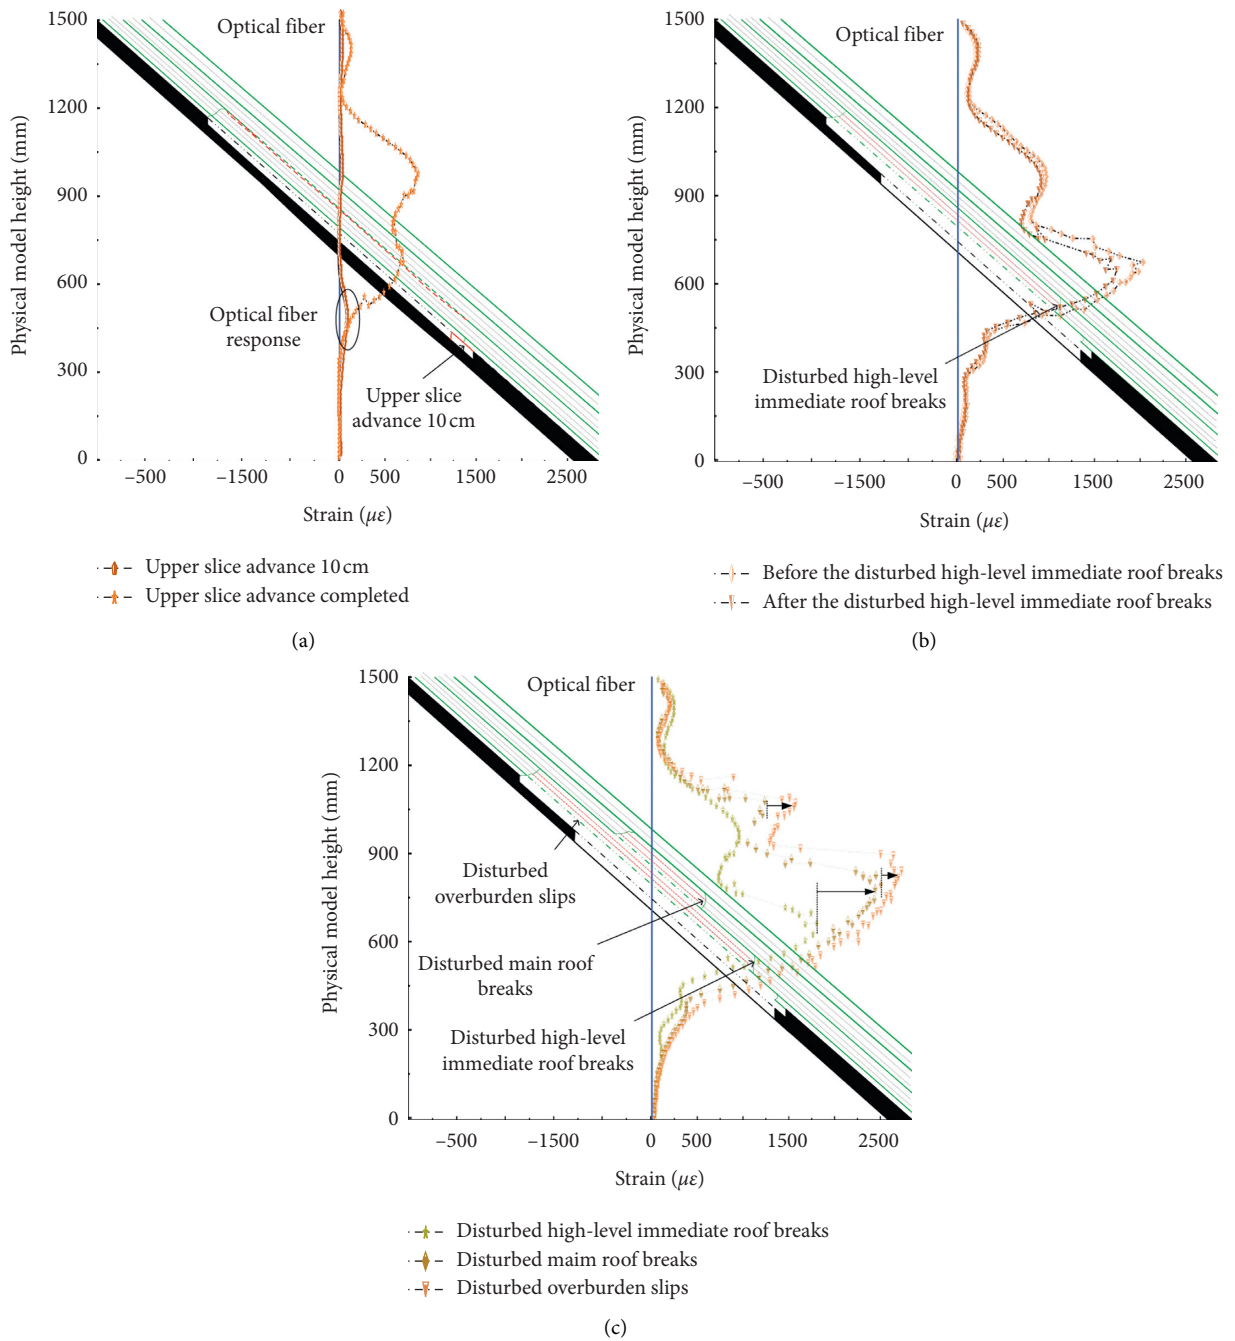 1500
1200
900
600
300
0
Physical model height (mm)
Optical fiber
Optical fiber
response
Upper slice
advance 10 cm
−500
−1500
0
500
1500
2500
Strain (με)
Upper slice advance 10 cm
Upper slice advance completed
(a)
1500
1200
900
600
300
0
Physical model height (mm)
Optical fiber
Disturbed high-level
immediate roof breaks
−500
−1500
0
500
1500
2500
Strain (με)
Before the disturbed high-level immediate roof breaks
After the disturbed high-level immediate roof breaks
(b)
1500
1200
900
600
300
0
Physical model height (mm)
Optical fiber
Disturbed
overburden slips
Disturbed main roof
breaks
Disturbed high-level
immediate roof breaks
−500
−1500
0
500
1500
2500
Strain (με)
Disturbed high-level immediate roof breaks
Disturbed maim roof breaks
Disturbed overburden slips
(c)